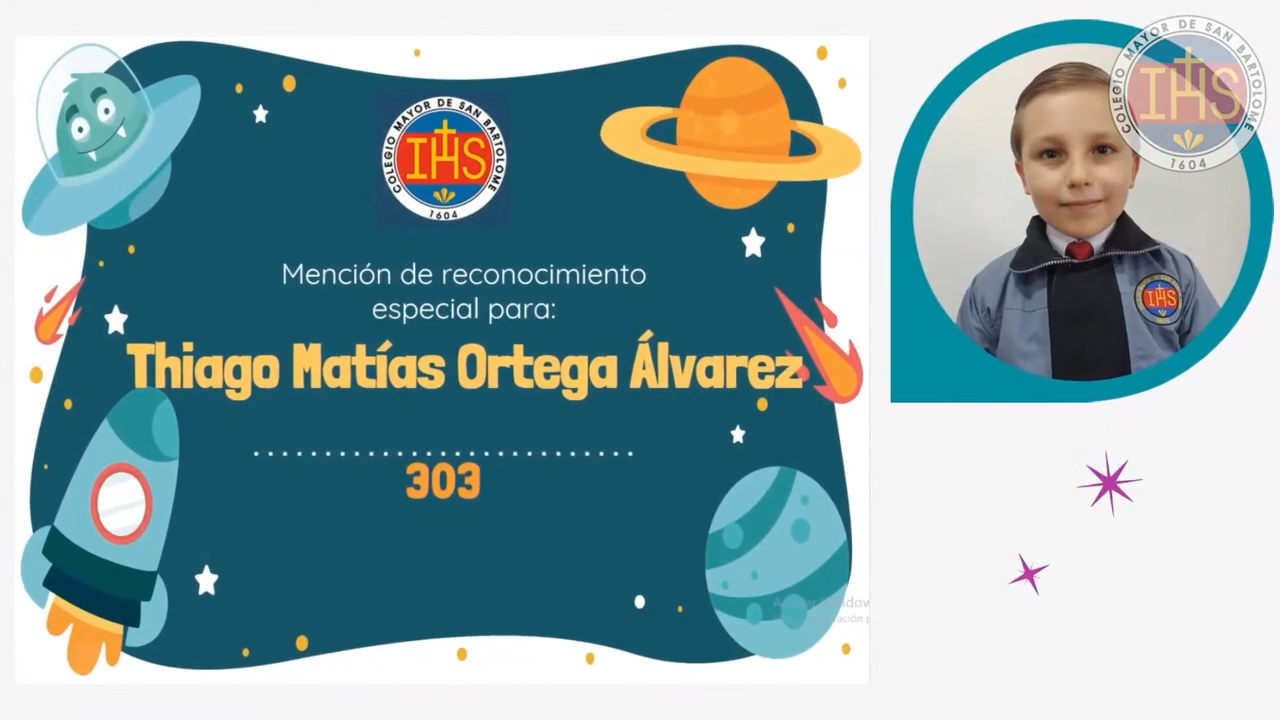 COLEGIO MAYOR DE SAN BARTOLOME
IHS
1604
Mención de reconocimiento
especial para:
Thiago Matías Ortega Álvarez
..........................
303
COLEGIO MAYOR DE SAN BARTOLOME
IHS
1604
IHS